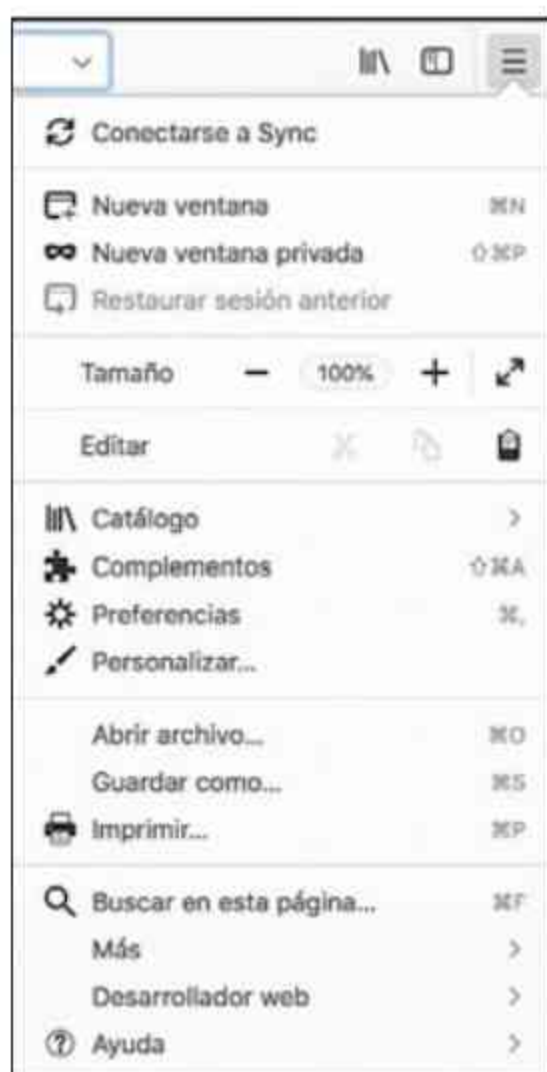 Conectarse a Sync
Nueva ventana ⌘N
Nueva ventana privada ⇧⌘P
Restaurar sesión anterior
Tamaño − 100% +
Editar
Catálogo >
Complementos ⇧⌘A
Preferencias ⌘,
Personalizar...
Abrir archivo... ⌘O
Guardar como... ⌘S
Imprimir... ⌘P
Buscar en esta página... ⌘F
Más >
Desarrollador web >
Ayuda >